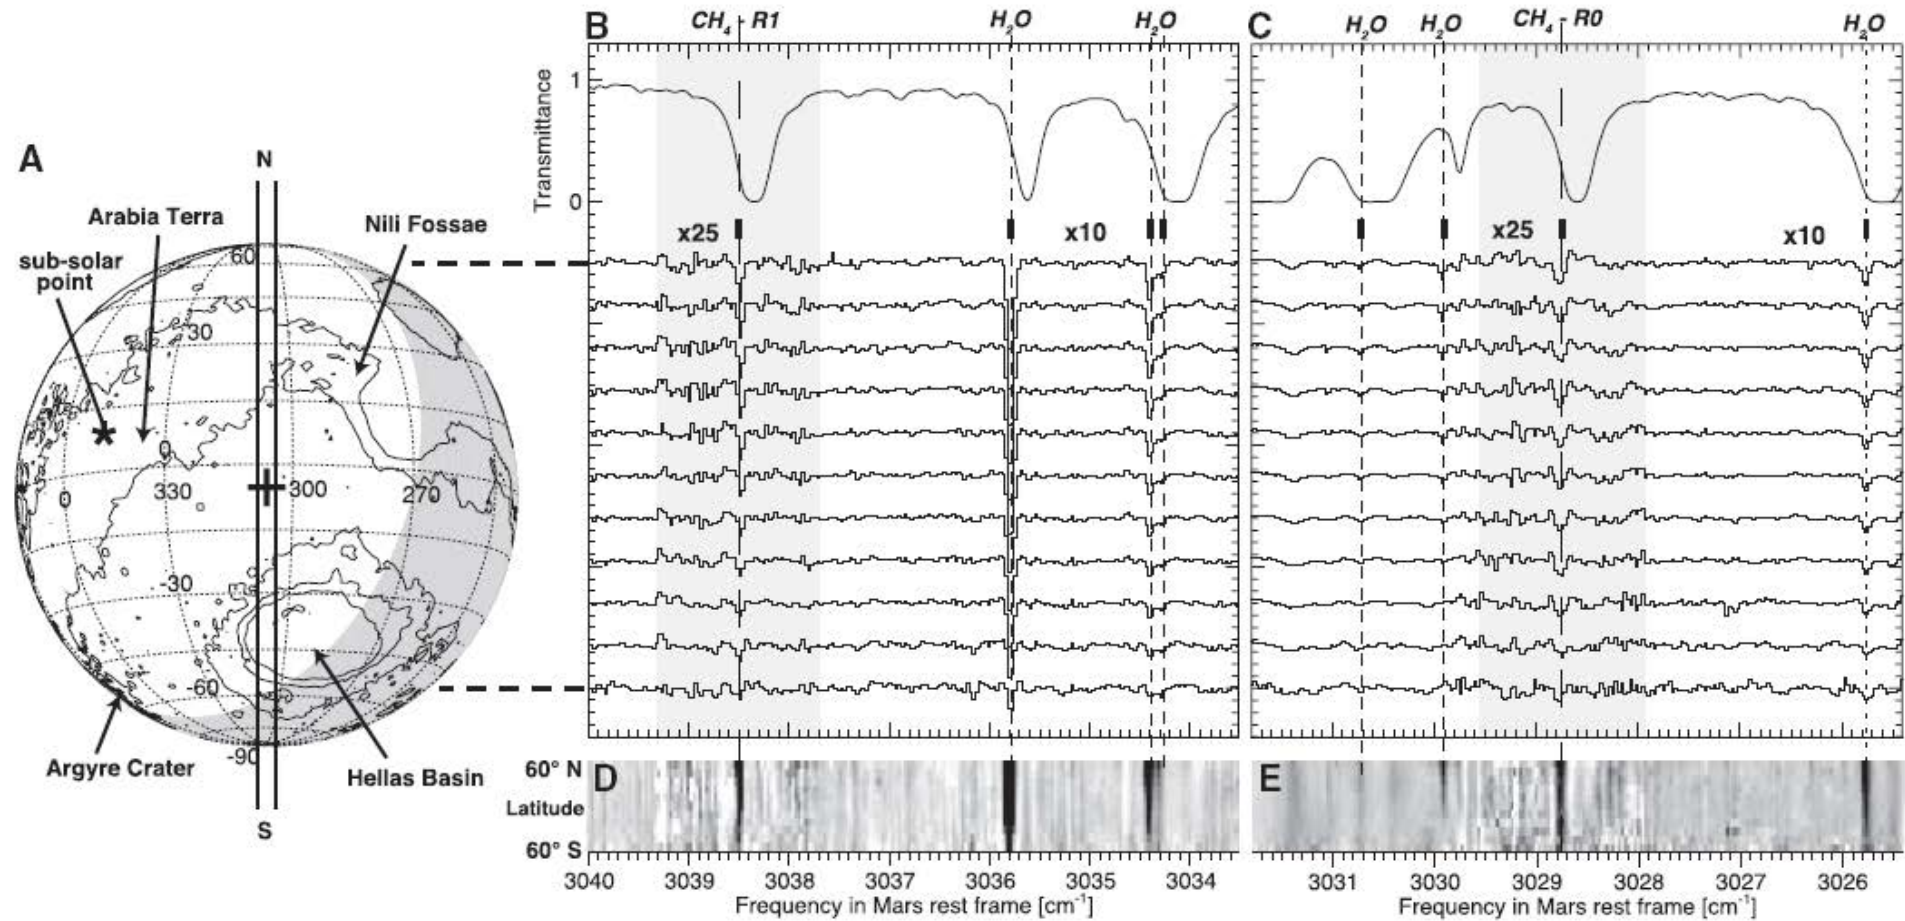 A
N
Arabia Terra
Nili Fossae
sub-solar
point
60
30
0
0
330
300
270
-30
-60
-90
Argyre Crater
Hellas Basin
S
B
CH4 - R1
H2O
H2O
Transmittance
1
0
x25
x10
C
H2O
H2O
CH4 - R0
H2O
x25
x10
60° N
Latitude
60° S
D
E
3040 3039 3038 3037 3036 3035 3034
Frequency in Mars rest frame [cm-1]
3031 3030 3029 3028 3027 3026
Frequency in Mars rest frame [cm-1]